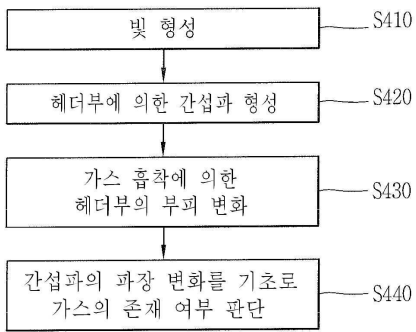 빛 형성
S410
헤더부에 의한 간섭파 형성
S420
가스 흡착에 의한
헤더부의 부피 변화
S430
간섭파의 파장 변화를 기초로
가스의 존재 여부 판단
S440